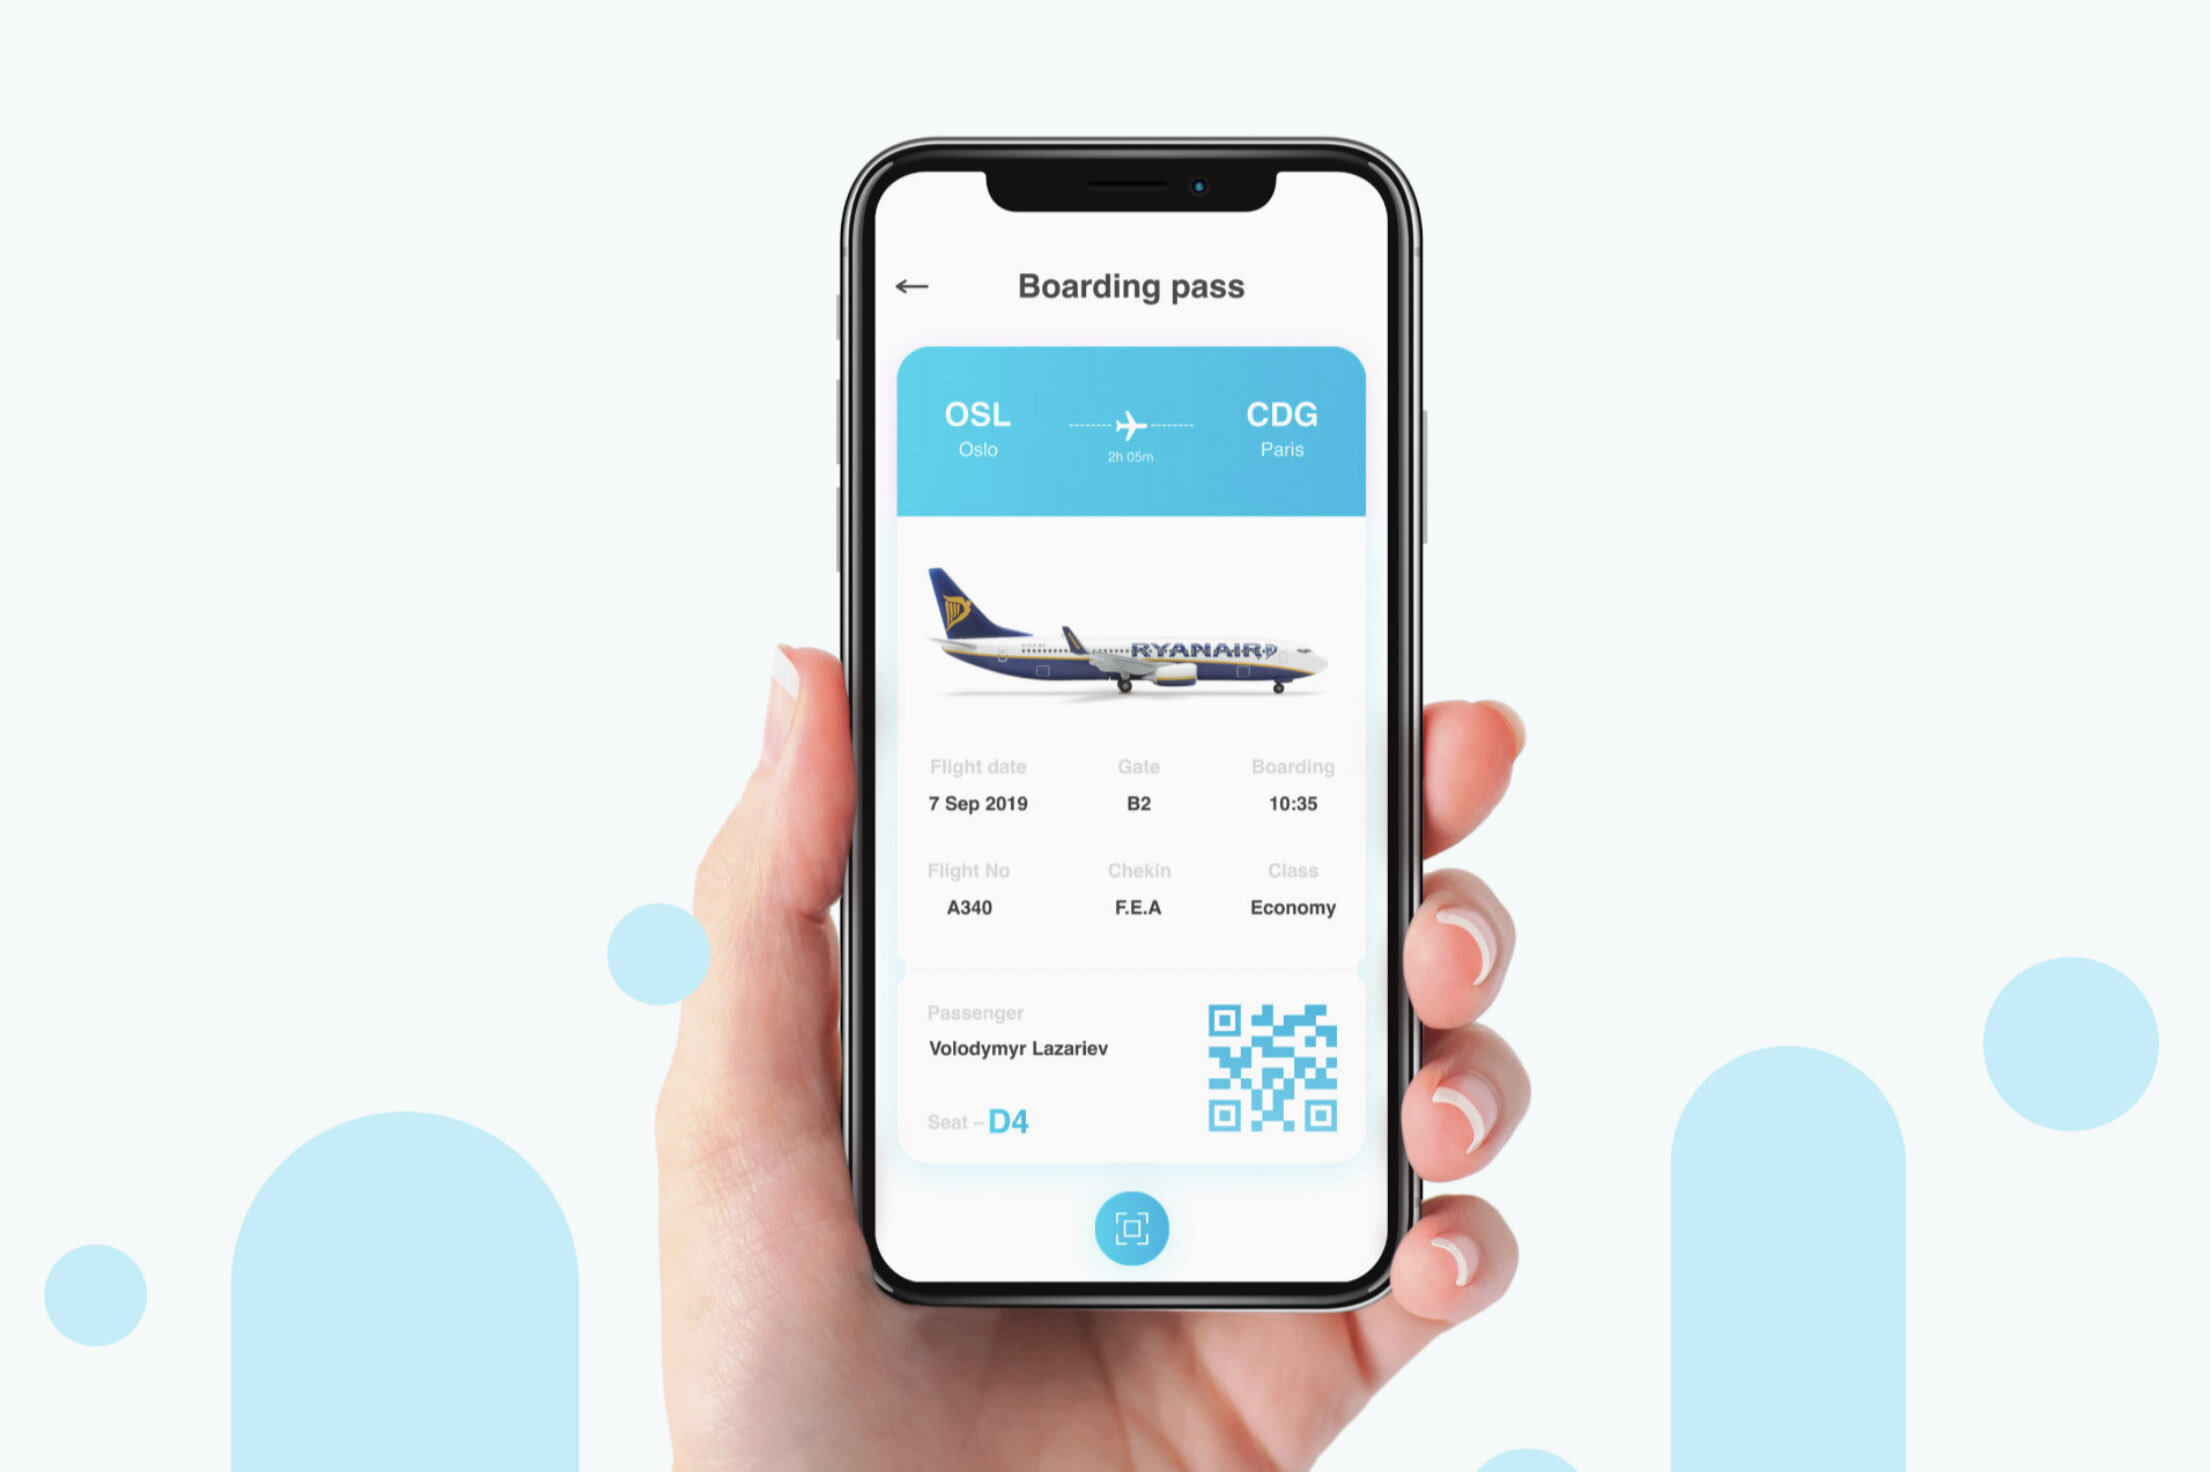 Boarding pass
OSL CDG
Oslo Paris
2h 05m
RYANAIR
Flight date Gate Boarding
7 Sep 2019 B2 10:35
Flight No Chekin Class
A340 F.E.A Economy
Passenger
Volodymyr Lazariev
Seat – D4